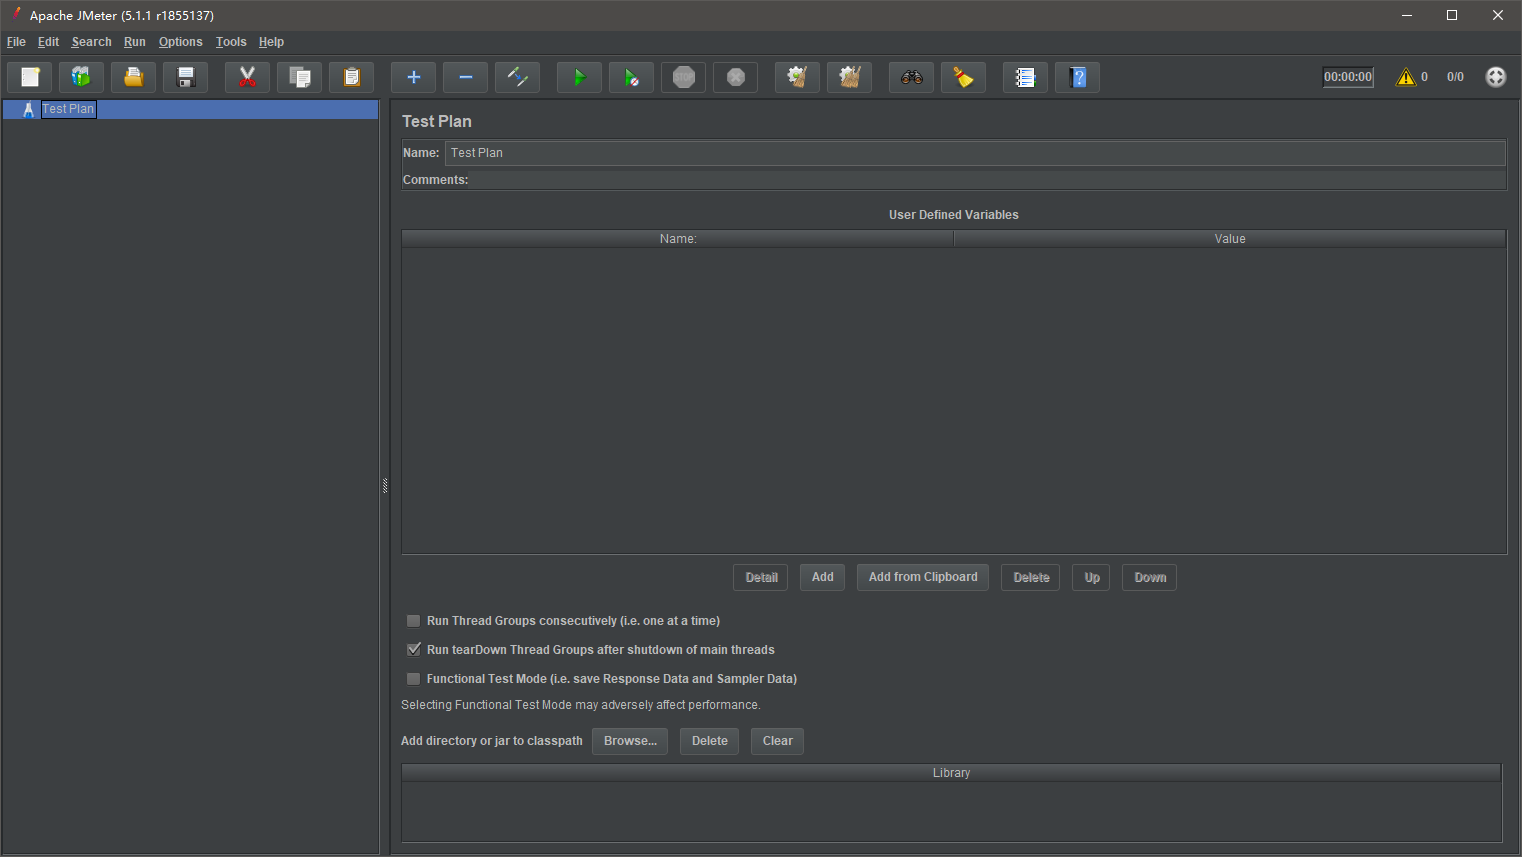 Apache JMeter (5.1.1 r1855137)
File Edit Search Run Options Tools Help
STOP
00:00:00 0 0/0
Test Plan
Test Plan
Name: Test Plan
Comments:
User Defined Variables
Name: Value
Detail Add Add from Clipboard Delete Up Down
Run Thread Groups consecutively (i.e. one at a time)
Run tearDown Thread Groups after shutdown of main threads
Functional Test Mode (i.e. save Response Data and Sampler Data)
Selecting Functional Test Mode may adversely affect performance.
Add directory or jar to classpath Browse... Delete Clear
Library